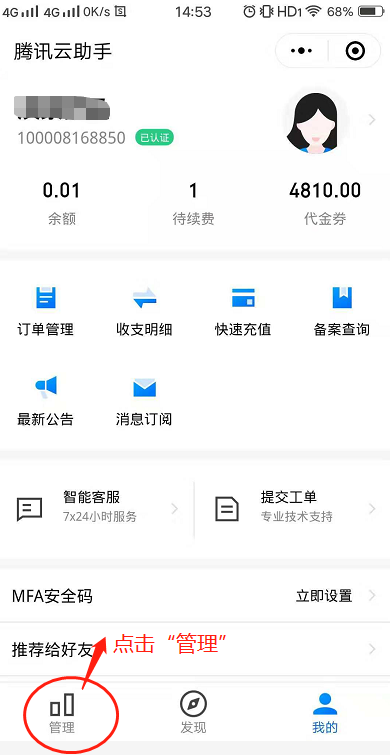 4G 4G 0K/s 14:53 HD1 68%
腾讯云助手
100008168850 已认证
0.01 1 4810.00
余额 待续费 代金券
订单管理 收支明细 快速充值 备案查询
最新公告 消息订阅
智能客服 提交工单
7x24小时服务 专业技术支持
MFA安全码 立即设置
推荐给好友 点击“管理”
管理 发现 我的